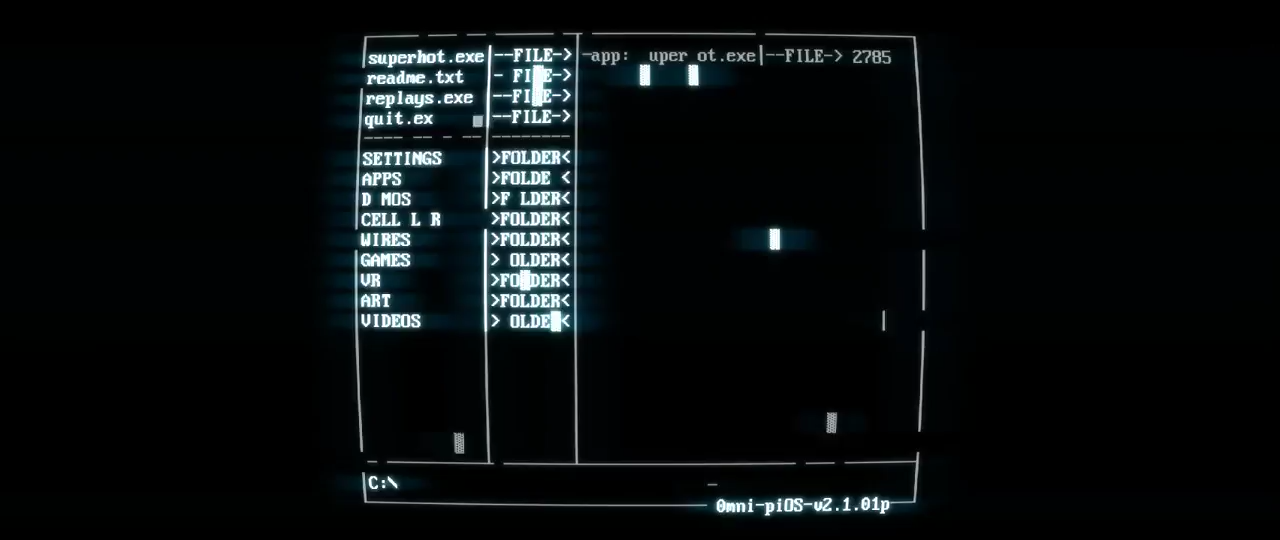 superhot.exe --FILE-> -app: uper ot.exe|--FILE-> 2785
readme.txt - FI E->
replays.exe --FI E->
quit.ex --FILE->
SETTINGS >FOLDER<
APPS >FOLDE <
D MOS >F LDER<
CELL L R >FOLDER<
WIRES >FOLDER<
GAMES > OLDER<
VR >FO DER<
ART >FOLDER<
VIDEOS > OLDE <
C:\
0mni-piOS-v2.1.01p